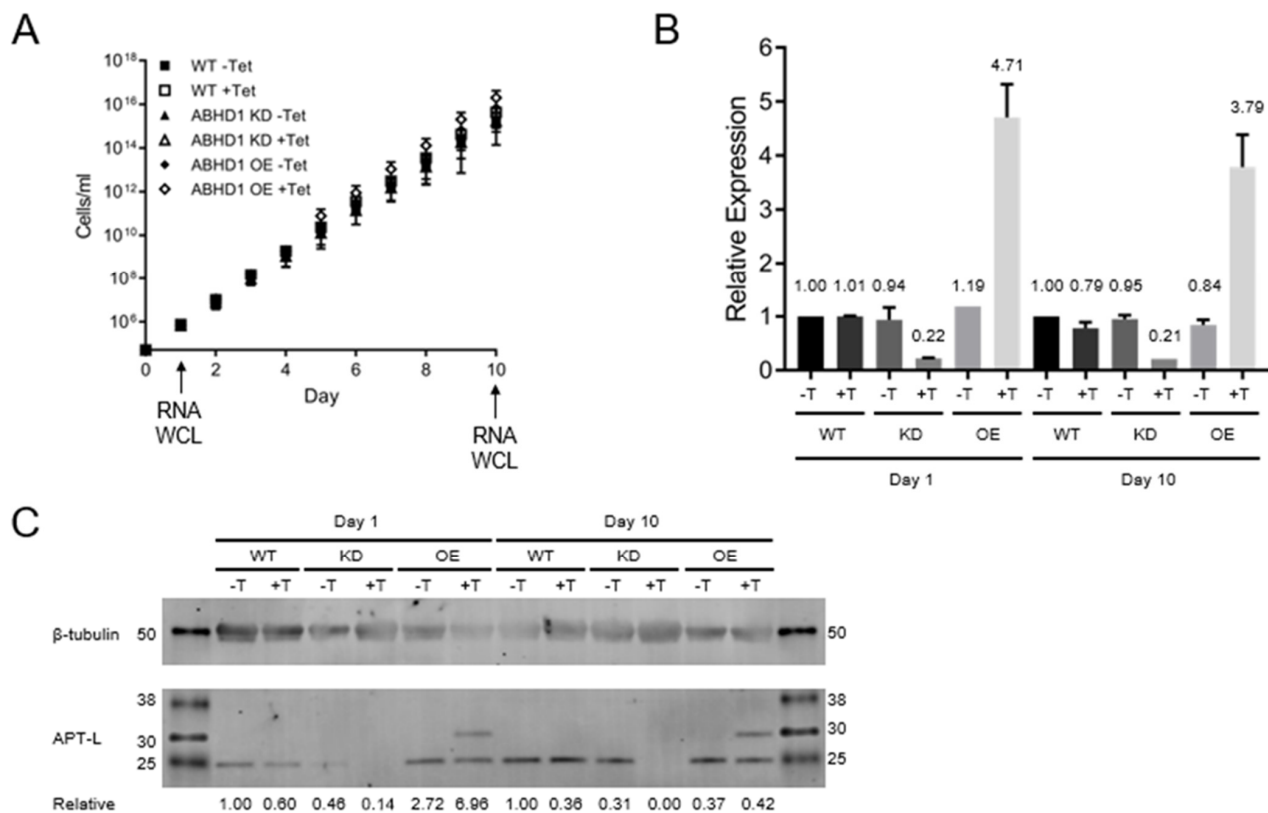 A
10^18
10^16
10^14
10^12
10^10
10^8
10^6
Cells/ml
WT -Tet
WT +Tet
ABHD1 KD -Tet
ABHD1 KD +Tet
ABHD1 OE -Tet
ABHD1 OE +Tet
0 2 4 6 8 10
Day
RNA RNA
WCL WCL
B
6
5
4
3
2
1
0
Relative Expression
1.00 1.01 0.94 0.22 1.19 4.71 1.00 0.79 0.95 0.21 0.84 3.79
-T +T -T +T -T +T -T +T -T +T -T +T
WT KD OE WT KD OE
Day 1 Day 10
C
Day 1 Day 10
WT KD OE WT KD OE
-T +T -T +T -T +T -T +T -T +T -T +T
β-tubulin 50 50
38 38
APT-L 30 30
25 25
Relative 1.00 0.60 0.46 0.14 2.72 6.96 1.00 0.36 0.31 0.00 0.37 0.42